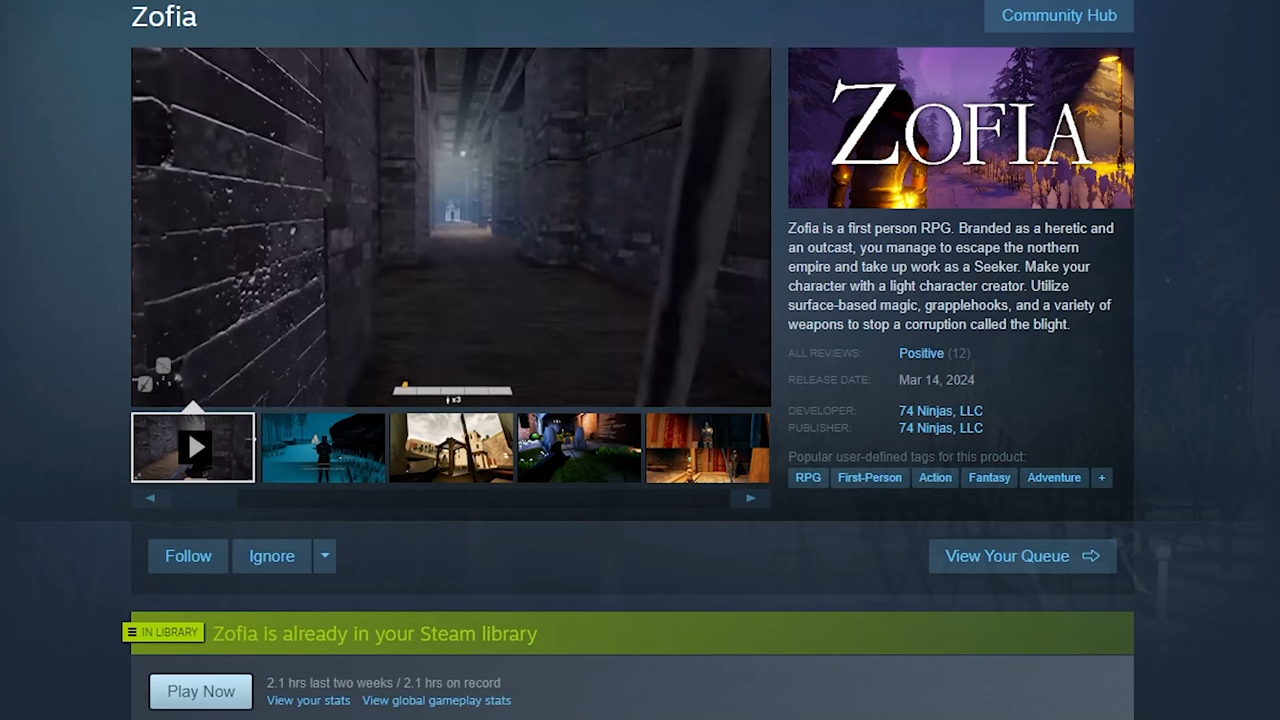 Zofia
Community Hub
ZOFIA
Zofia is a first person RPG. Branded as a heretic and
an outcast, you manage to escape the northern
empire and take up work as a Seeker. Make your
character with a light character creator. Utilize
surface-based magic, grapplehooks, and a variety of
weapons to stop a corruption called the blight.
ALL REVIEWS: Positive (12)
RELEASE DATE: Mar 14, 2024
DEVELOPER: 74 Ninjas, LLC
PUBLISHER: 74 Ninjas, LLC
Popular user-defined tags for this product:
RPG First-Person Action Fantasy Adventure +
x3
Follow Ignore View Your Queue
IN LIBRARY Zofia is already in your Steam library
Play Now 2.1 hrs last two weeks / 2.1 hrs on record
View your stats View global gameplay stats